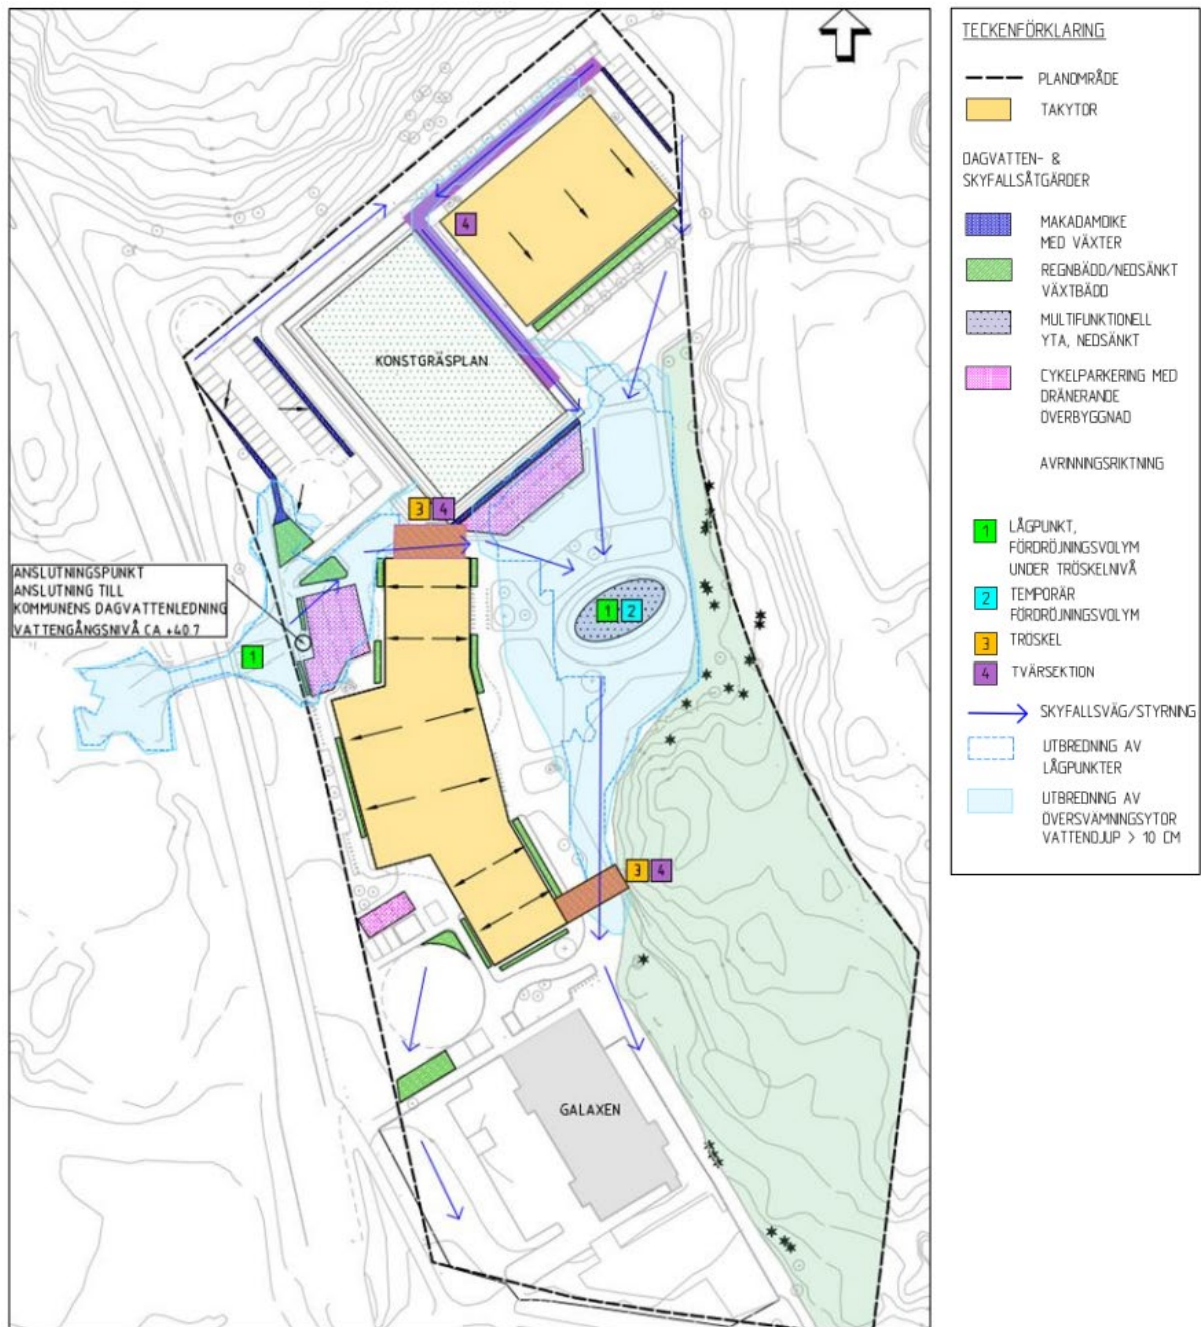 4
KONSTGRÄSPLAN
3 4
ANSLUTNINGSPUNKT
ANSLUTNING TILL
KOMMUNENS DAGVATTENLEDNING
VATTENGÅNGSNIVÅ CA +40.7
1
1 2
3 4
GALAXEN
TECKENFÖRKLARING
PLANOMRÅDE
TAKYTOR
DAGVATTEN- &
SKYFALLSÅTGÄRDER
MAKADAMDIKE
MED VÄXTER
REGNBÄDD/NEDSÄNKT
VÄXTBÄDD
MULTIFUNKTIONELL
YTA, NEDSÄNKT
CYKELPARKERING MED
DRÄNERANDE
ÖVERBYGGNAD
AVRINNINGSRIKTNING
1 LÅGPUNKT,
FÖRDRÖJNINGSVOLYM
UNDER TRÖSKELNIVÅ
2 TEMPORÄR
FÖRDRÖJNINGSVOLYM
3 TRÖSKEL
4 TVÄRSEKTION
SKYFALLSVÄG/STYRNING
UTBREDNING AV
LÅGPUNKTER
UTBREDNING AV
ÖVERSVÄMNINGSYTOR
VATTENDJUP > 10 CM